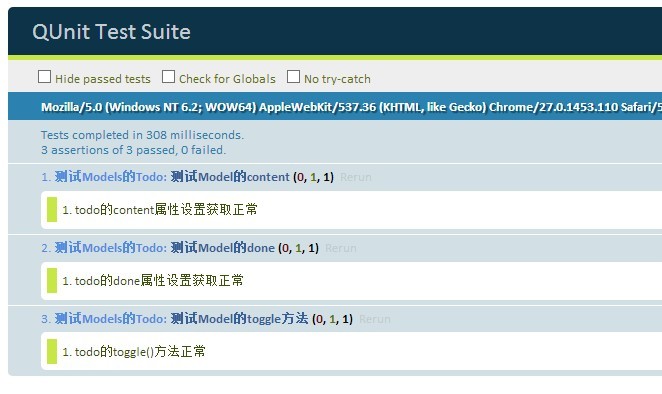 QUnit Test Suite
Hide passed tests Check for Globals No try-catch
Mozilla/5.0 (Windows NT 6.2; WOW64) AppleWebKit/537.36 (KHTML, like Gecko) Chrome/27.0.1453.110 Safari/5
Tests completed in 308 milliseconds.
3 assertions of 3 passed, 0 failed.
1. 测试Models的Todo: 测试Model的content (0, 1, 1) Rerun
1. todo的content属性设置获取正常
2. 测试Models的Todo: 测试Model的done (0, 1, 1) Rerun
1. todo的done属性设置获取正常
3. 测试Models的Todo: 测试Model的toggle方法 (0, 1, 1) Rerun
1. todo的toggle()方法正常